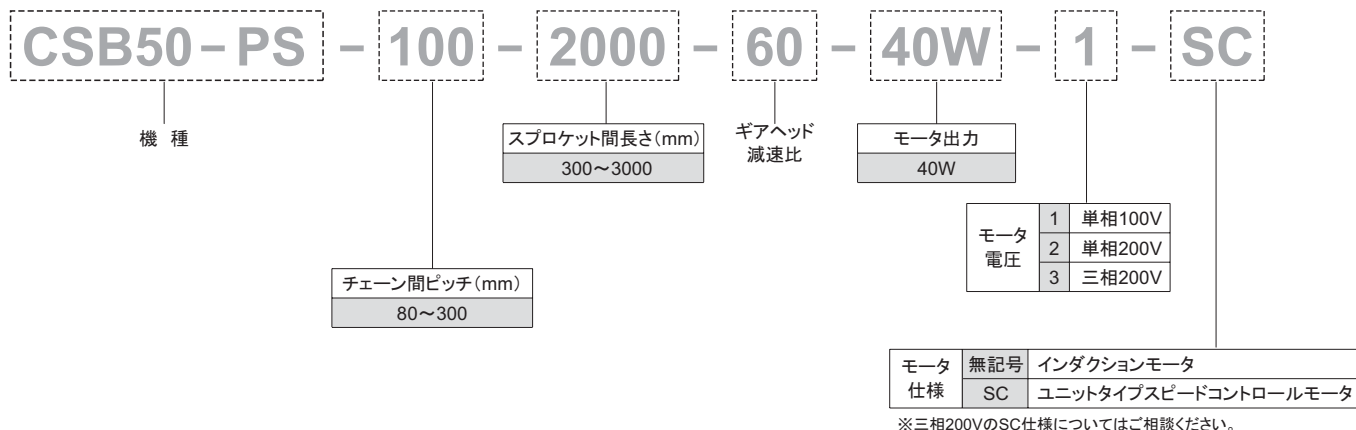 CSB50-PS - 100 - 2000 - 60 - 40W - 1 - SC
機 種
スプロケット間長さ(mm)
300～3000
ギアヘッド
減速比
モータ出力
40W
モータ
電圧
1 単相100V
2 単相200V
3 三相200V
チェーン間ピッチ(mm)
80～300
モータ
仕様
無記号 インダクションモータ
SC ユニットタイプスピードコントロールモータ
※三相200VのSC仕様についてはご相談ください。